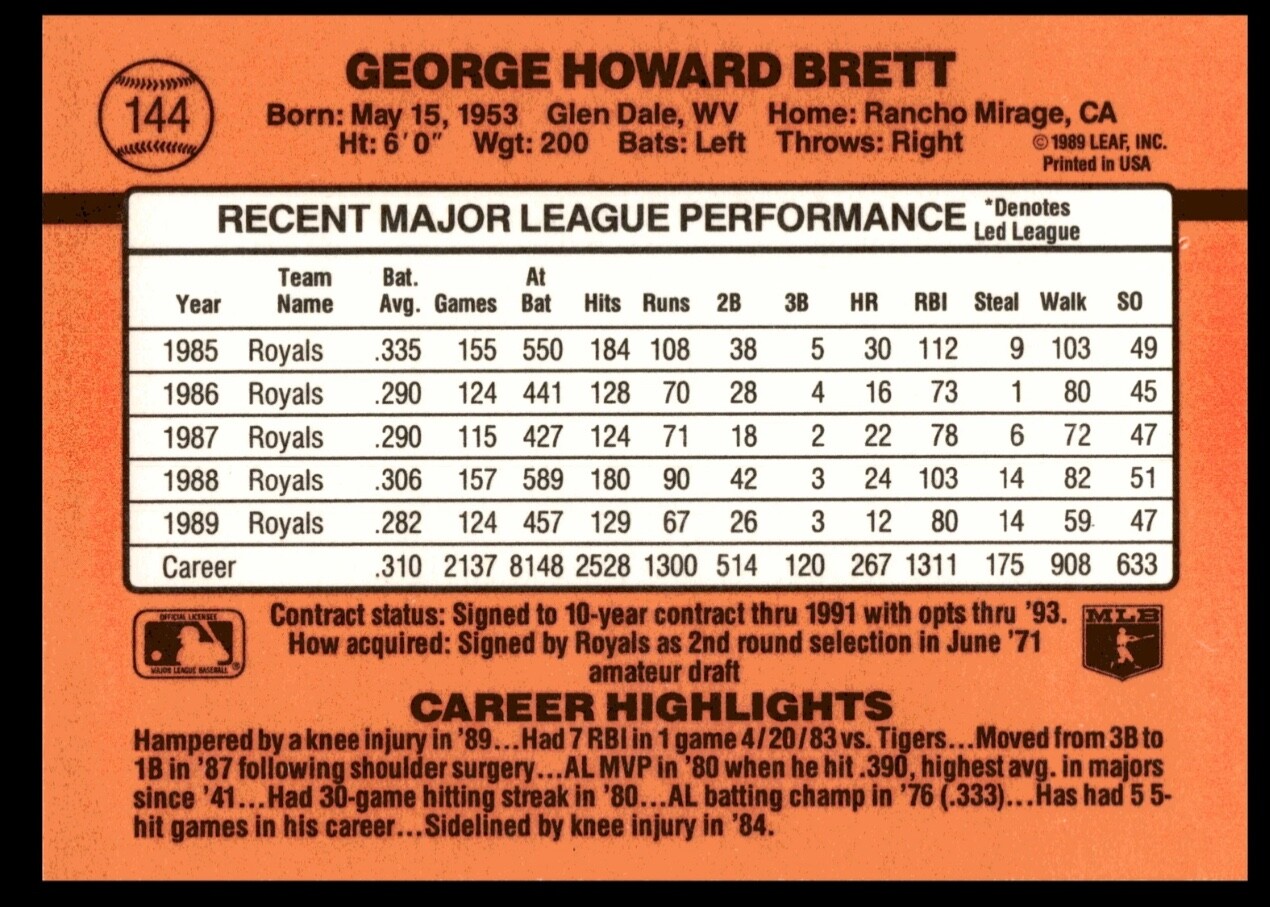 144
GEORGE HOWARD BRETT
Born: May 15, 1953 Glen Dale, WV Home: Rancho Mirage, CA
Ht: 6'0" Wgt: 200 Bats: Left Throws: Right
©1989 LEAF, INC.
Printed in USA
RECENT MAJOR LEAGUE PERFORMANCE *Denotes
Led League
Year Team Name Bat. Avg. Games At Bat Hits Runs 2B 3B HR RBI Steal Walk SO
1985 Royals .335 155 550 184 108 38 5 30 112 9 103 49
1986 Royals .290 124 441 128 70 28 4 16 73 1 80 45
1987 Royals .290 115 427 124 71 18 2 22 78 6 72 47
1988 Royals .306 157 589 180 90 42 3 24 103 14 82 51
1989 Royals .282 124 457 129 67 26 3 12 80 14 59 47
Career .310 2137 8148 2528 1300 514 120 267 1311 175 908 633
OFFICIAL LICENSEE
MAJOR LEAGUE BASEBALL ®
Contract status: Signed to 10-year contract thru 1991 with opts thru '93.
How acquired: Signed by Royals as 2nd round selection in June '71
amateur draft
MLB
CAREER HIGHLIGHTS
Hampered by a knee injury in '89...Had 7 RBI in 1 game 4/20/83 vs. Tigers...Moved from 3B to
1B in '87 following shoulder surgery...AL MVP in '80 when he hit .390, highest avg. in majors
since '41...Had 30-game hitting streak in '80...AL batting champ in '76 (.333)...Has had 5 5-
hit games in his career...Sidelined by knee injury in '84.